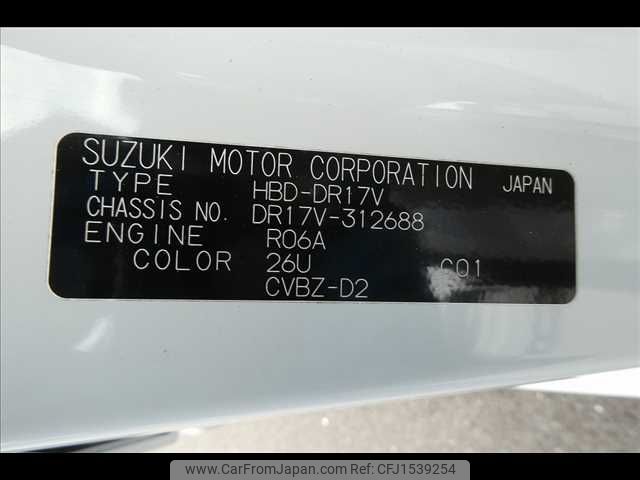 SUZUKI MOTOR CORPORATION JAPAN
TYPE HBD-DR17V
CHASSIS NO. DR17V-312688
ENGINE R06A
COLOR 26U C01
CVBZ-D2
www.CarFromJapan.com CFJ1539254